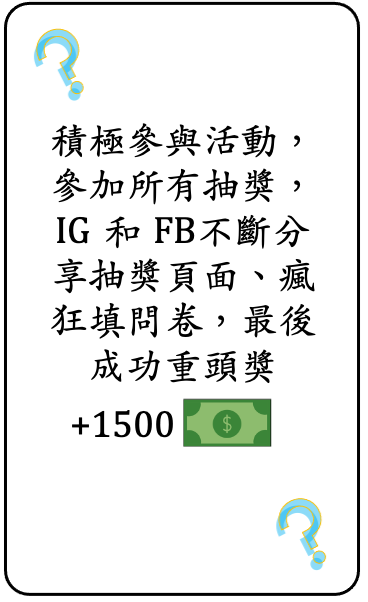 積極參與活動，
參加所有抽獎，
IG 和 FB不斷分
享抽獎頁面、瘋
狂填問卷，最後
成功重頭獎
+1500 $